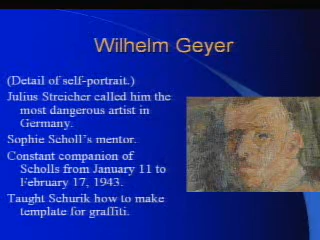 Wilhelm Geyer
(Detail of self-portrait.)
Julius Streicher called him the
most dangerous artist in
Germany.
Sophie Scholl's mentor.
Constant companion of
Scholls from January 11 to
February 17, 1943.
Taught Schurik how to make
template for graffiti.